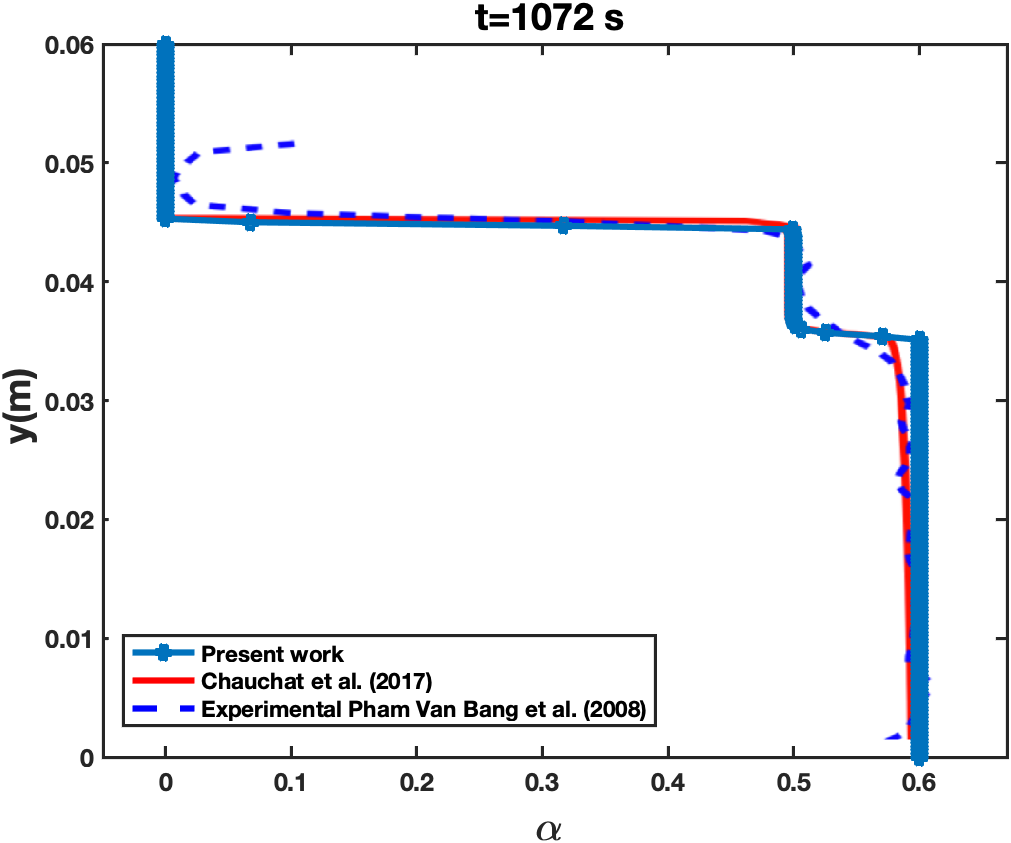 t=1072 s
0.06
0.05
0.04
0.03
0.02
0.01
0
y(m)
Present work
Chauchat et al. (2017)
Experimental Pham Van Bang et al. (2008)
0 0.1 0.2 0.3 0.4 0.5 0.6
α